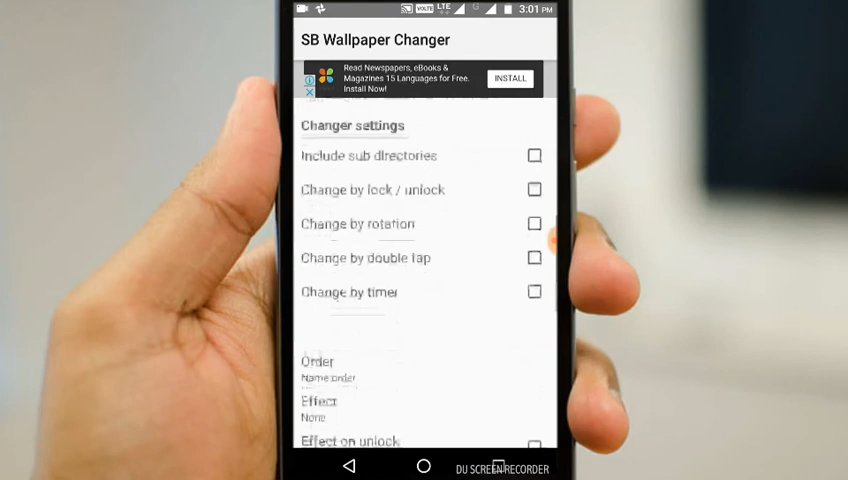 VOLTE LTE G 3:01 PM
SB Wallpaper Changer
Read Newspapers, eBooks &
Magazines 15 Languages for Free.
Install Now!
INSTALL
Changer settings
Include sub directories
Change by lock / unlock
Change by rotation
Change by double tap
Change by timer
Order
Name order
Effect
None
Effect on unlock
DU SCREEN RECORDER